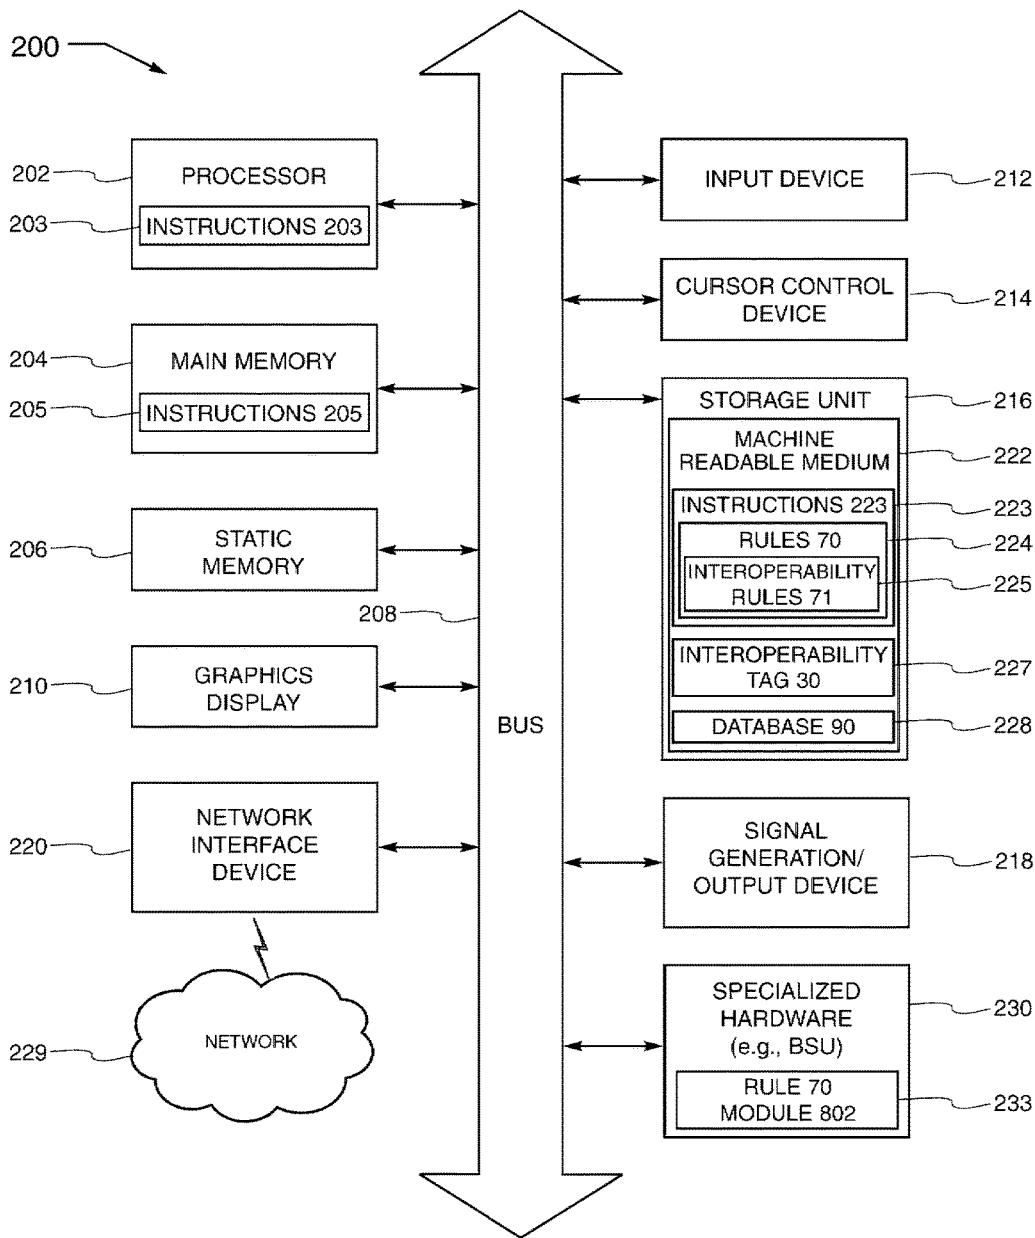 200
202
PROCESSOR
203
INSTRUCTIONS 203
204
MAIN MEMORY
205
INSTRUCTIONS 205
206
STATIC
MEMORY
208
210
GRAPHICS
DISPLAY
220
NETWORK
INTERFACE
DEVICE
229
NETWORK
BUS
INPUT DEVICE
212
CURSOR CONTROL
DEVICE
214
STORAGE UNIT
216
MACHINE
READABLE MEDIUM
222
INSTRUCTIONS 223
223
RULES 70
224
INTEROPERABILITY
RULES 71
225
INTEROPERABILITY
TAG 30
227
DATABASE 90
228
SIGNAL
GENERATION/
OUTPUT DEVICE
218
SPECIALIZED
HARDWARE
(e.g., BSU)
230
RULE 70
MODULE 802
233